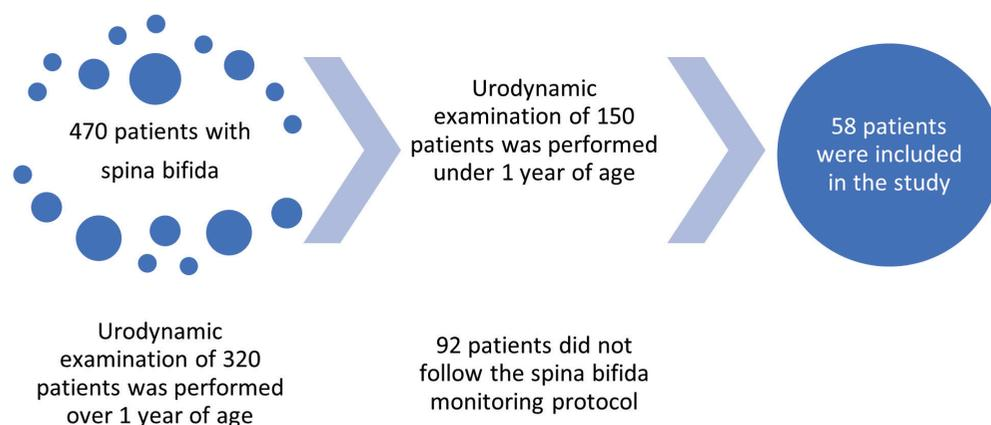 470 patients with
spina bifida
Urodynamic
examination of 150
patients was performed
under 1 year of age
58 patients
were included
in the study
Urodynamic
examination of 320
patients was performed
over 1 year of age
92 patients did not
follow the spina bifida
monitoring protocol